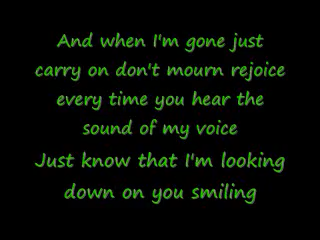 And when I'm gone just
carry on don't mourn rejoice
every time you hear the
sound of my voice
Just know that I'm looking
down on you smiling